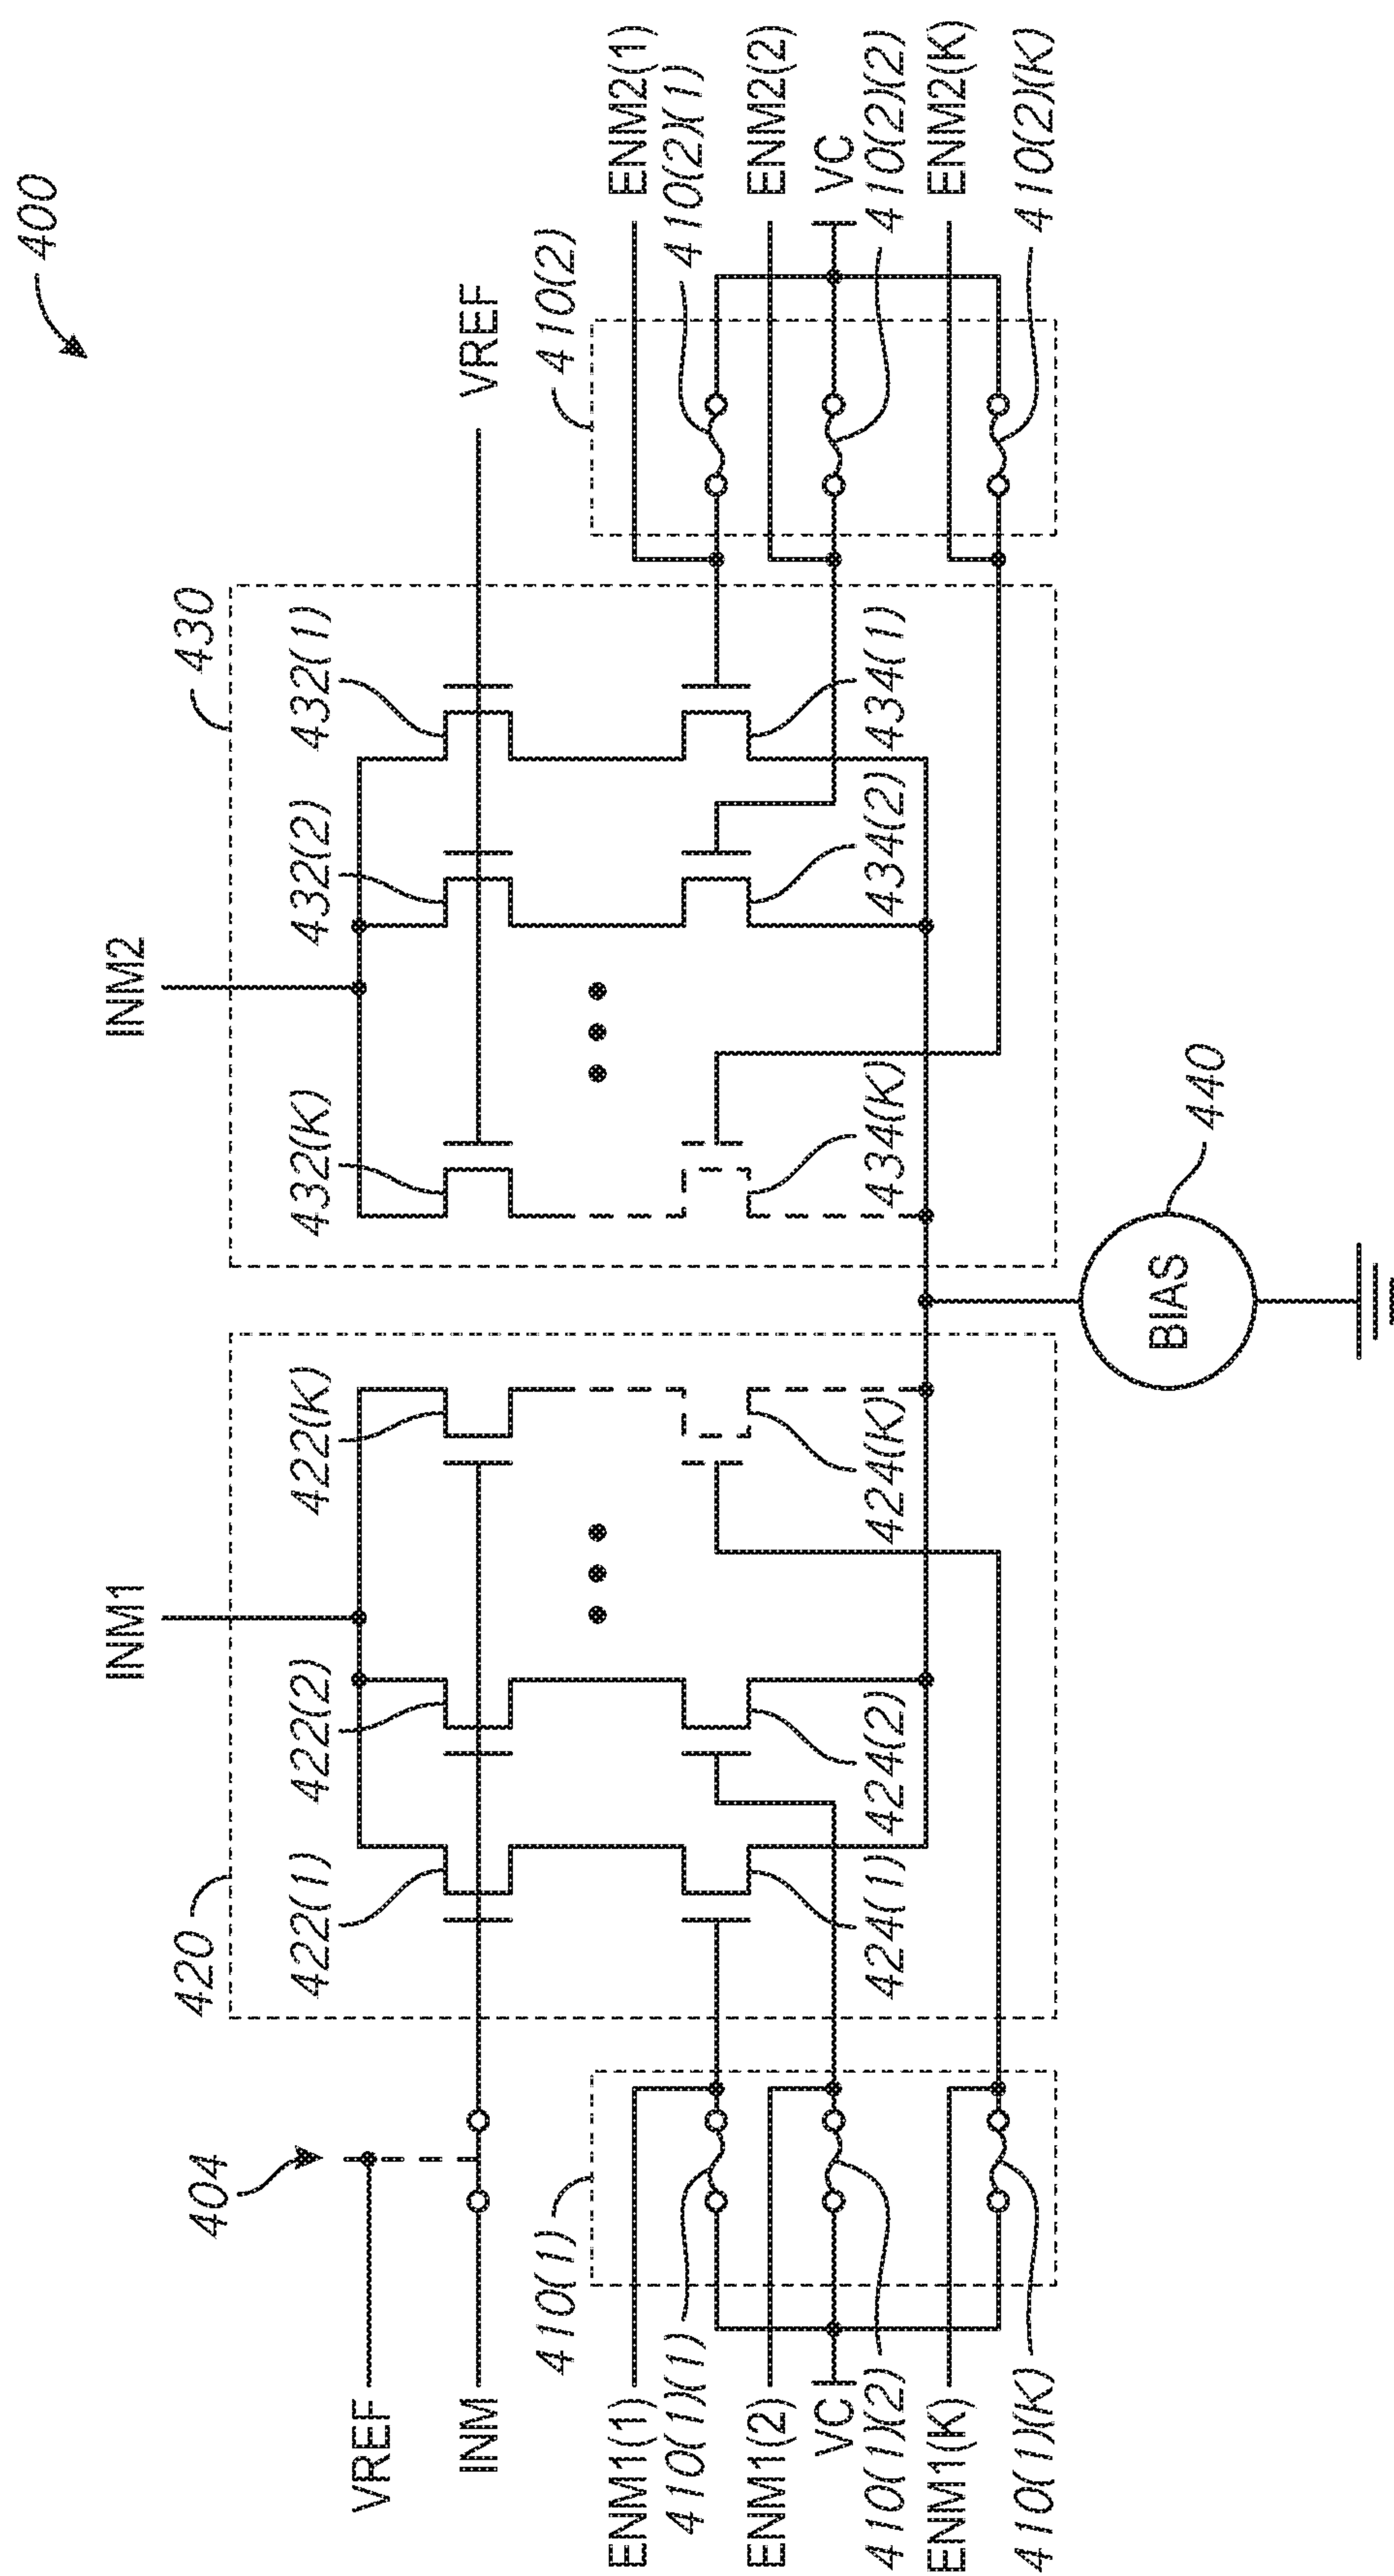 400
INM1
INM2
420
430
404
VREF
INM
422(1)
422(2)
422(K)
432(K)
432(2)
432(1)
VREF
410(1)
410(2)
ENM1(1)
410(1)(1)
ENM1(2)
VC
410(1)(2)
ENM1(K)
410(1)(K)
424(1)
424(2)
424(K)
434(K)
434(2)
434(1)
ENM2(1)
410(2)(1)
ENM2(2)
VC
410(2)(2)
ENM2(K)
410(2)(K)
BIAS
440